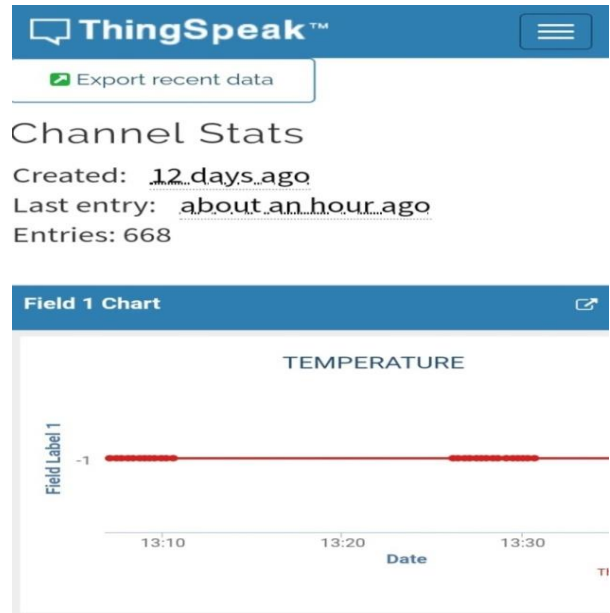 ThingSpeak™
Export recent data
Channel Stats
Created: 12 days ago
Last entry: about an hour ago
Entries: 668
Field 1 Chart
TEMPERATURE
Field Label 1
-1
13:10 13:20 13:30
Date